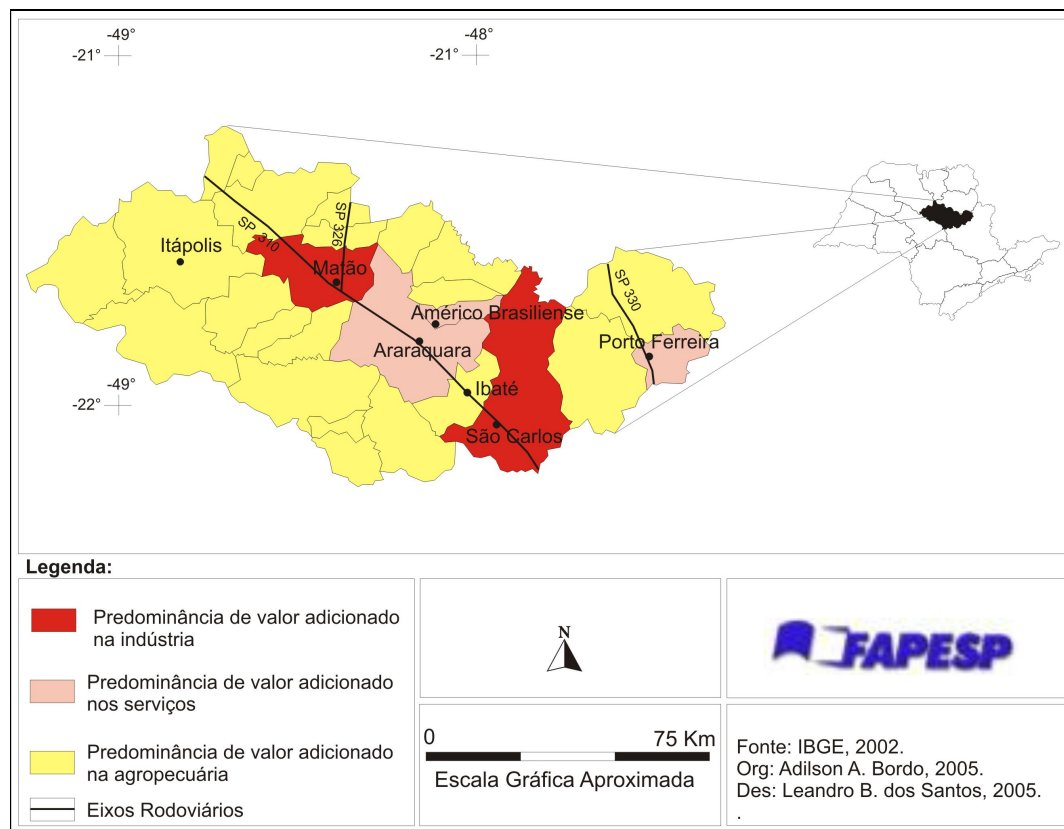 -49°
-48°
-21°
-21°
SP 310
SP 326
Itápolis
Matão
SP 330
Américo Brasiliense
Araraquara
Porto Ferreira
Ibaté
-49°
-22°
São Carlos
Legenda:
Predominância de valor adicionado
na indústria
Predominância de valor adicionado
nos serviços
Predominância de valor adicionado
na agropecuária
Eixos Rodoviários
N
0 75 Km
Escala Gráfica Aproximada
FAPESP
Fonte: IBGE, 2002.
Org: Adilson A. Bordo, 2005.
Des: Leandro B. dos Santos, 2005.
.